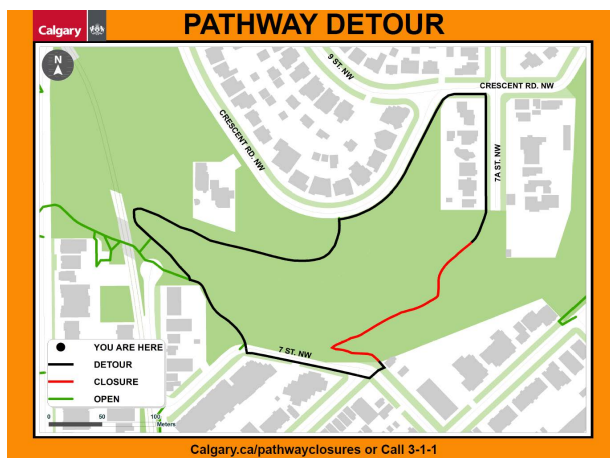 Calgary
PATHWAY DETOUR
N
9 ST. NW
CRESCENT RD. NW
CRESCENT RD. NW
7A ST. NW
7 ST. NW
YOU ARE HERE
DETOUR
CLOSURE
OPEN
0 50 100
Meters
Calgary.ca/pathwayclosures or Call 3-1-1